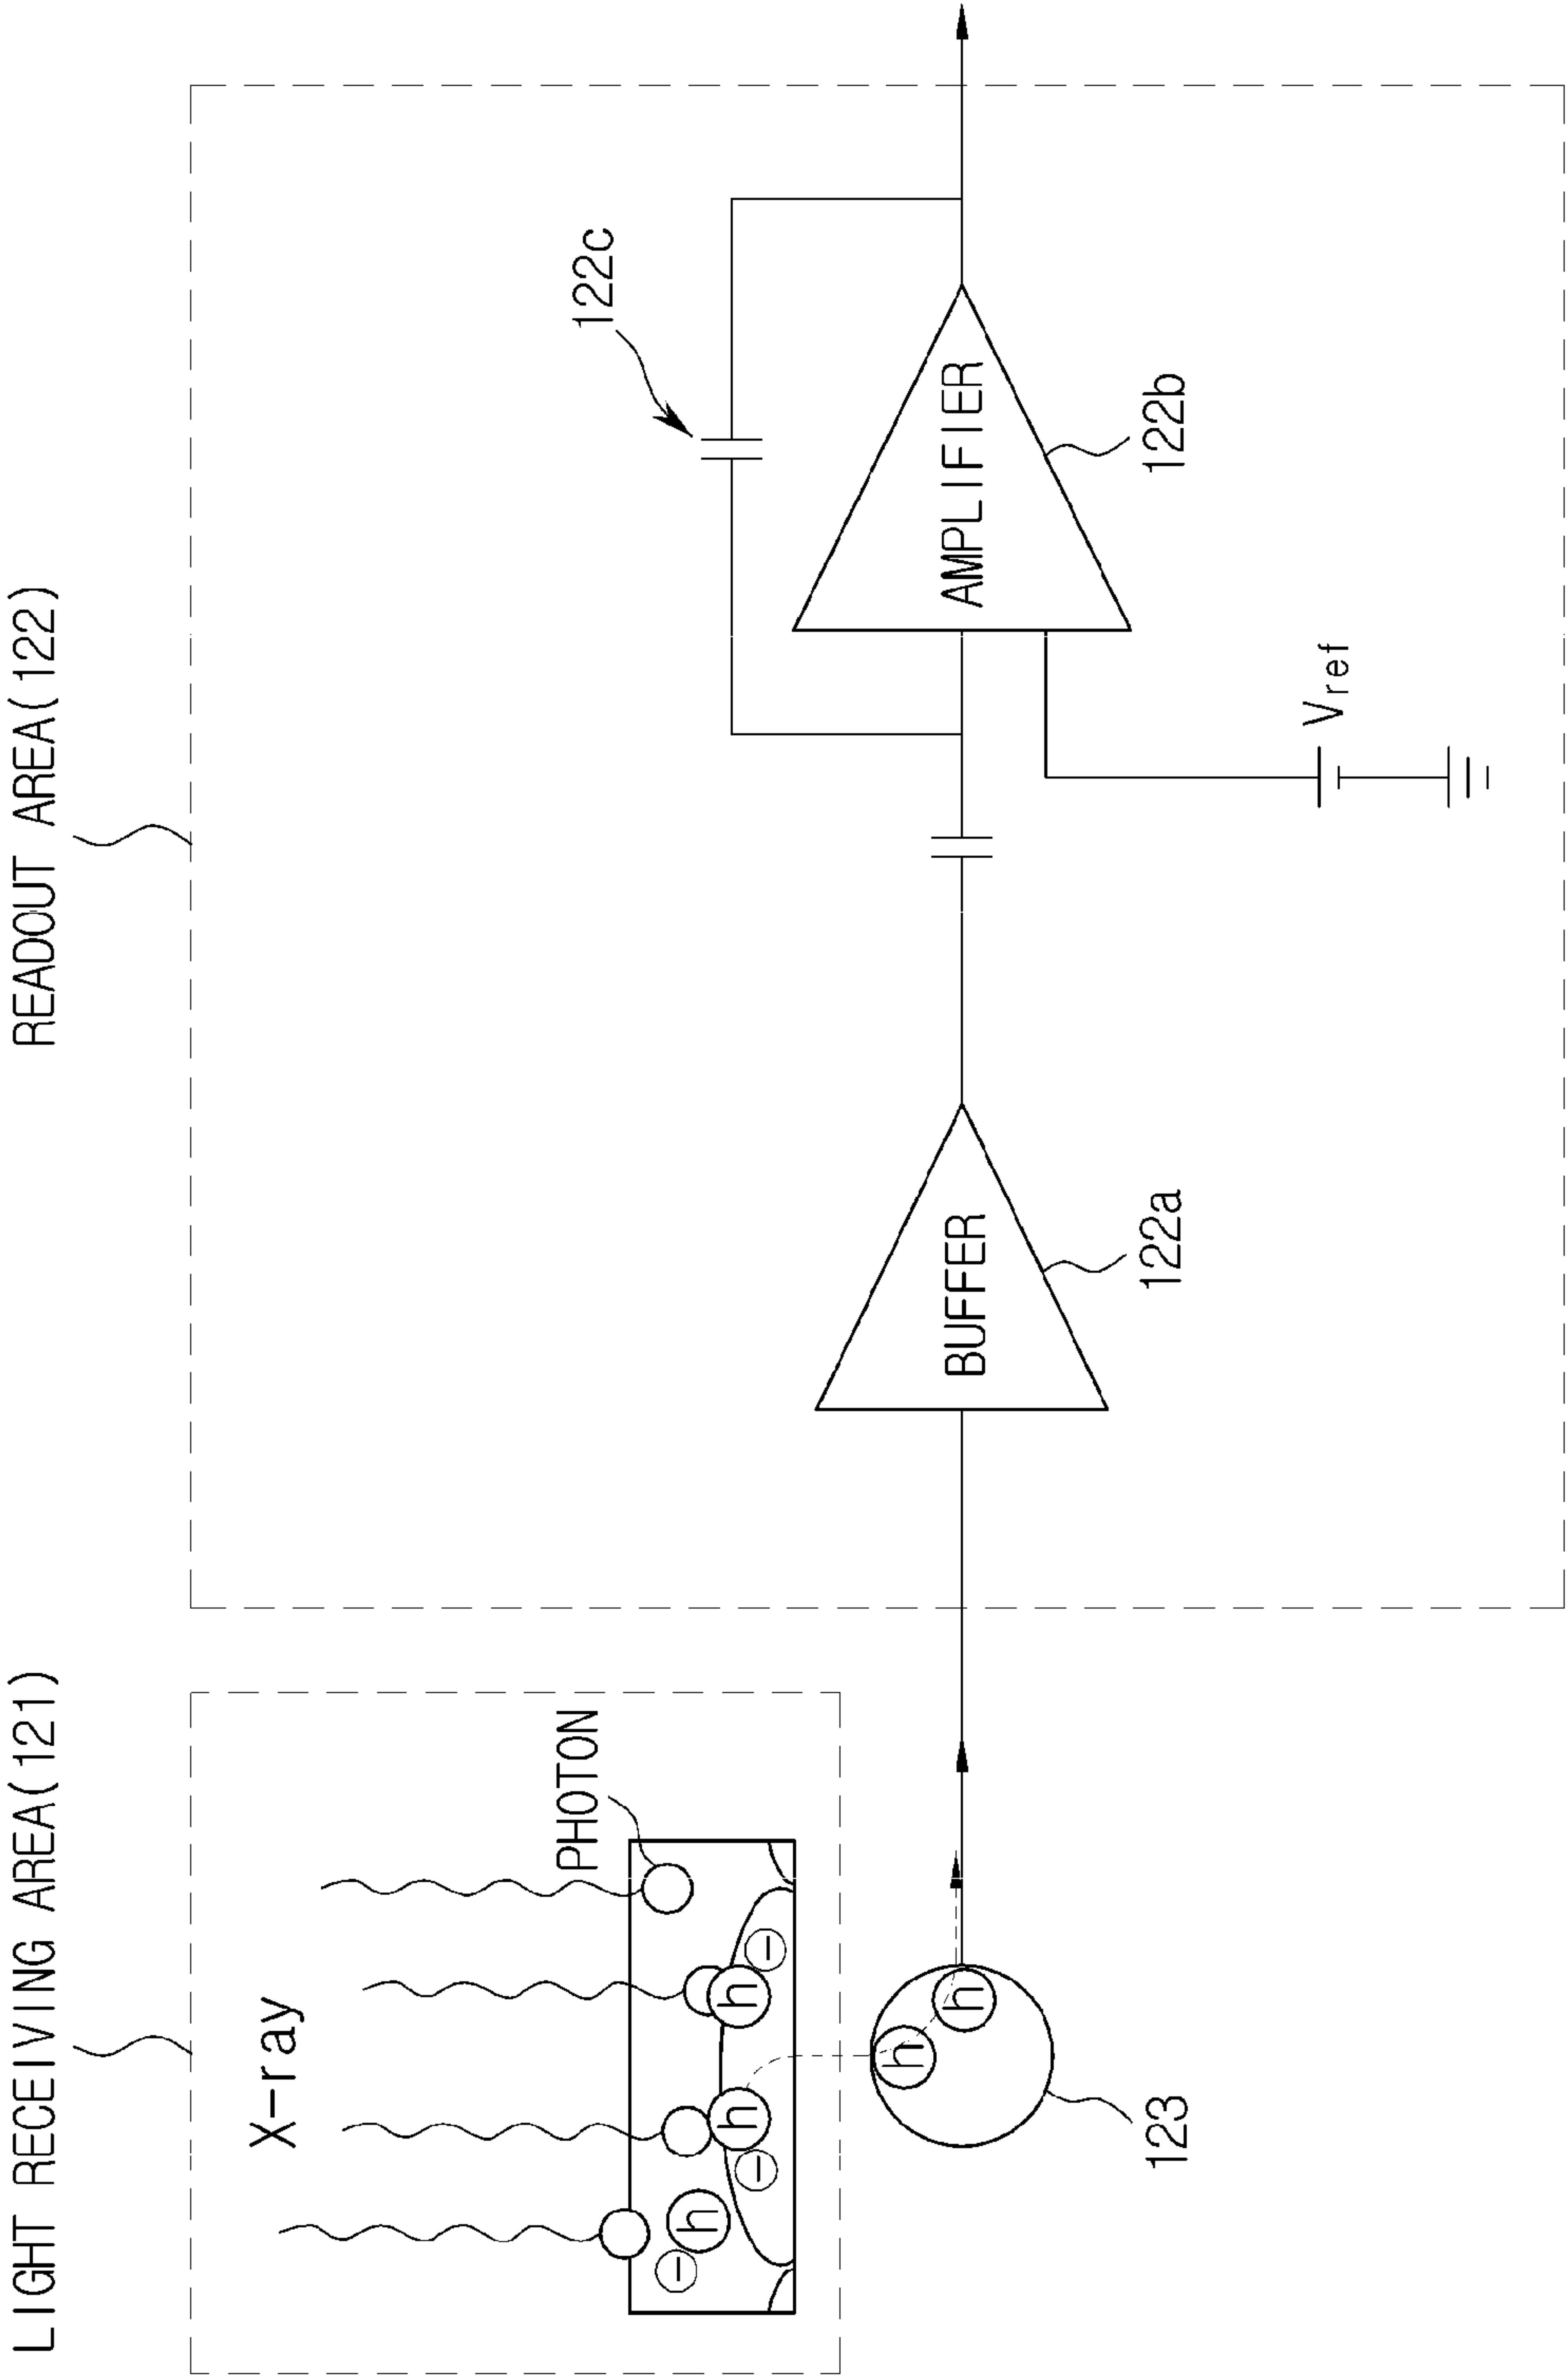 LIGHT RECEIVING AREA(121)
READOUT AREA(122)
X-ray
PHOTON
h
h
h
h
h
−
−
−
123
BUFFER
122a
AMPLIFIER
122b
122c
Vref